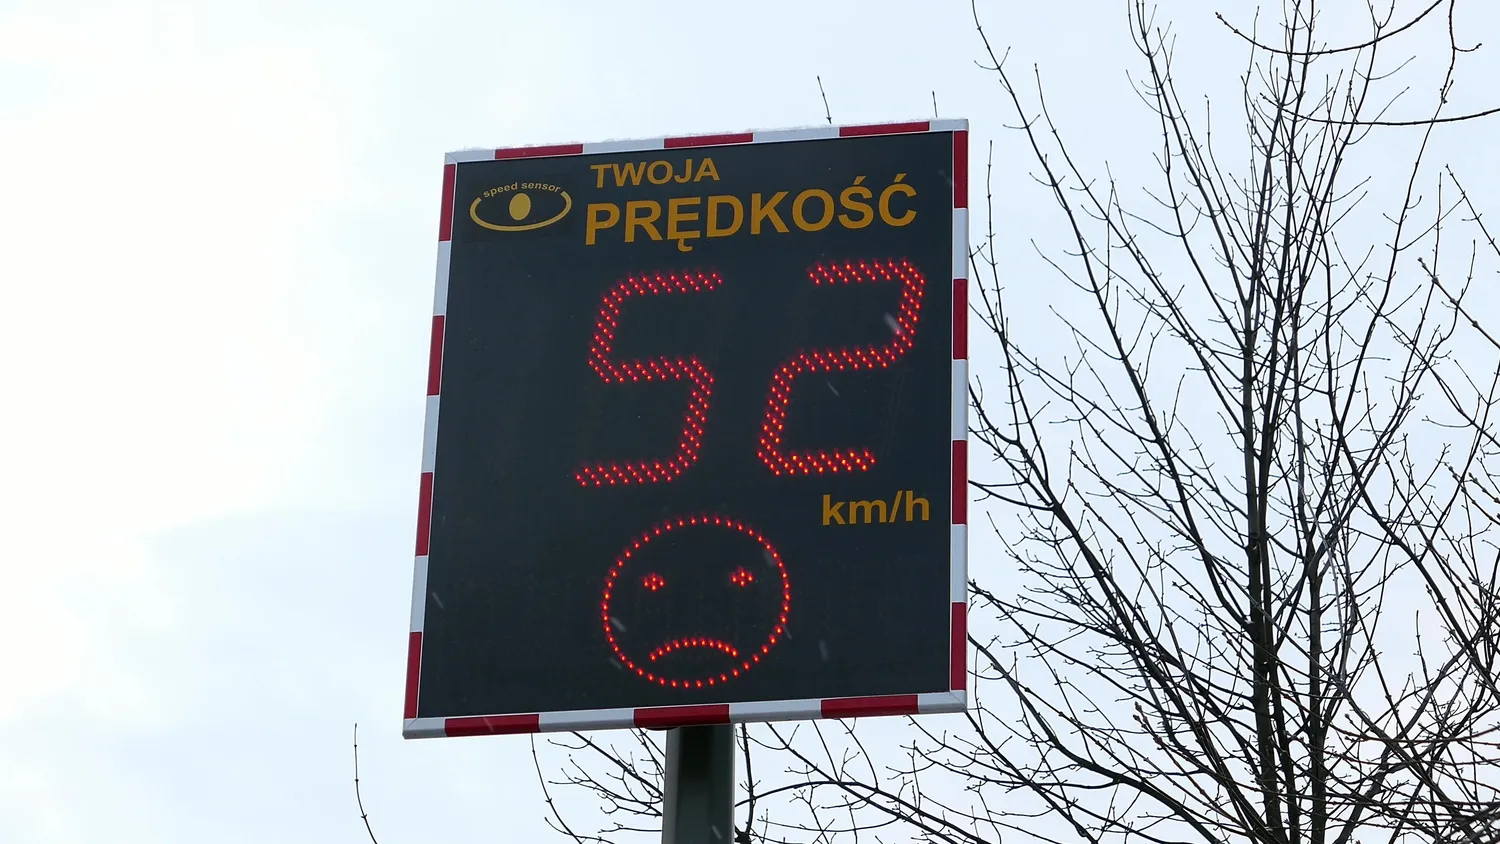 speed sensor
TWOJA
PRĘDKOŚĆ
52
km/h